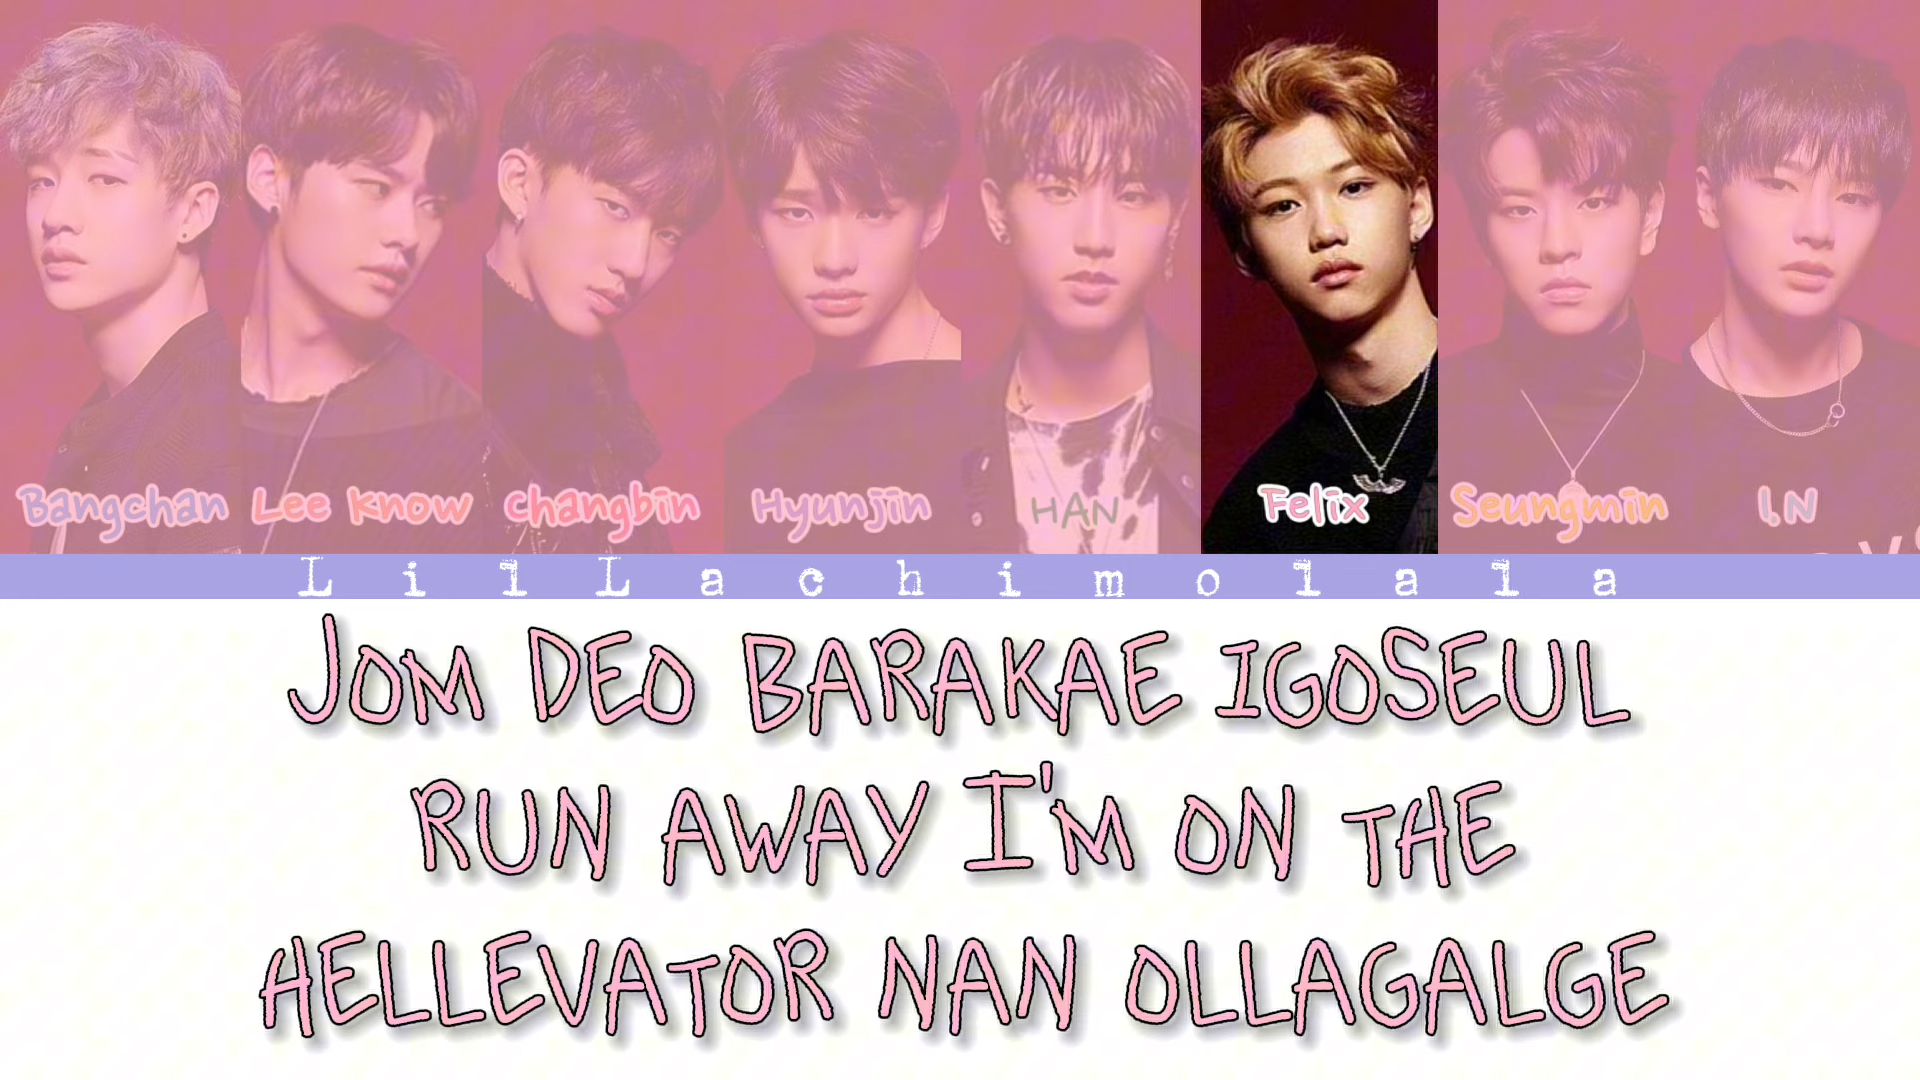 Bangchan Lee Know Changbin Hyunjin HAN Felix Seungmin I.N
LilLachimolala
JOM DEO BARAKAE IGOSEUL
RUN AWAY I'M ON THE
HELLEVATOR NAN OLLAGALGE